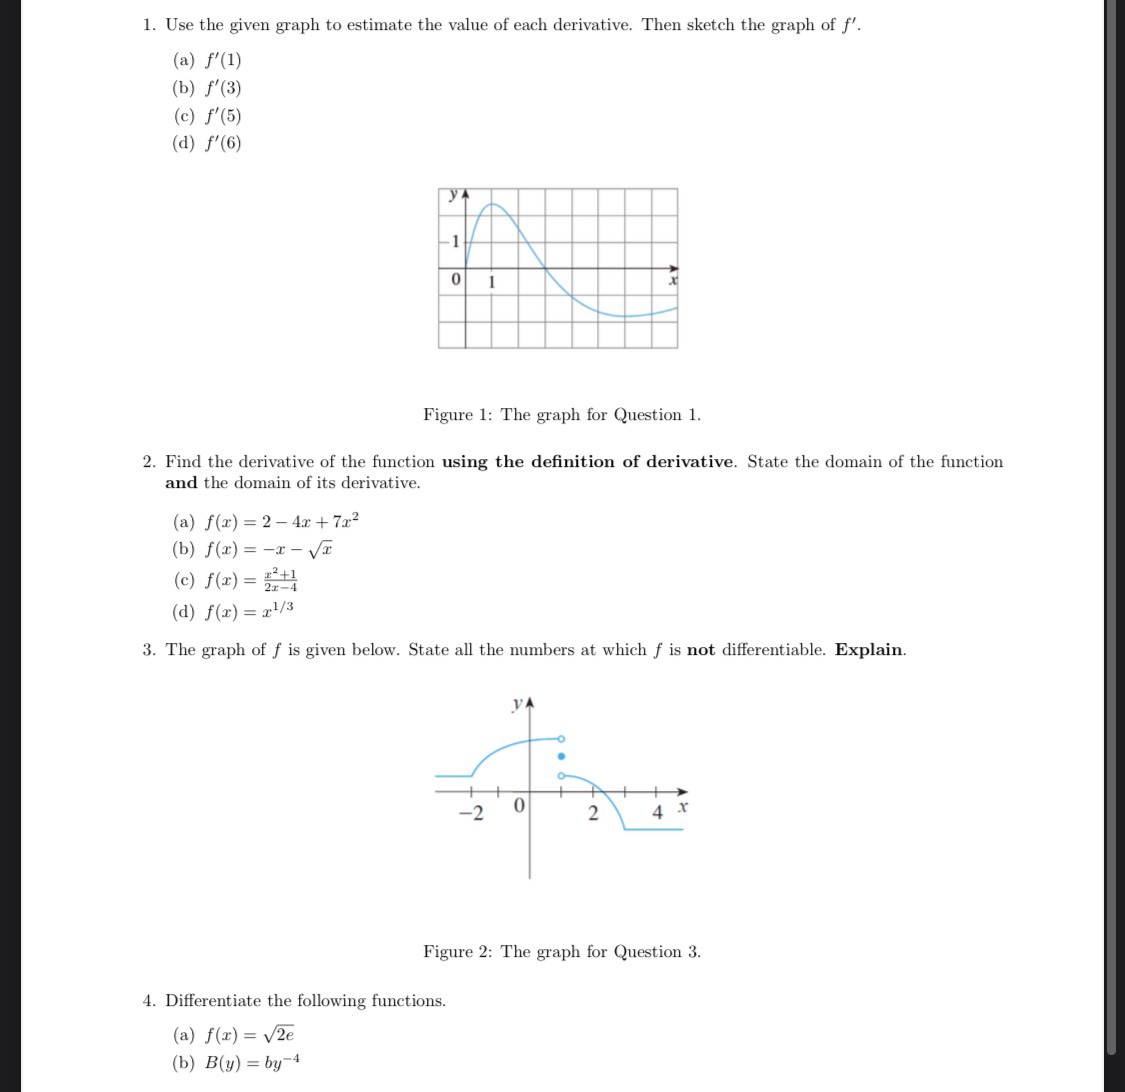 1. Use the given graph to estimate the value of each derivative. Then sketch the graph of f′.
(a) f′(1)
(b) f′(3)
(c) f′(5)
(d) f′(6)
y
1
0 1 x
Figure 1: The graph for Question 1.
2. Find the derivative of the function using the definition of derivative. State the domain of the function
and the domain of its derivative.
(a) f(x) = 2 − 4x + 7x²
(b) f(x) = −x − √x
(c) f(x) = (x²+1)/(2x−4)
(d) f(x) = x^{1/3}
3. The graph of f is given below. State all the numbers at which f is not differentiable. Explain.
y
−2 0 2 4 x
Figure 2: The graph for Question 3.
4. Differentiate the following functions.
(a) f(x) = √2e
(b) B(y) = by⁻⁴